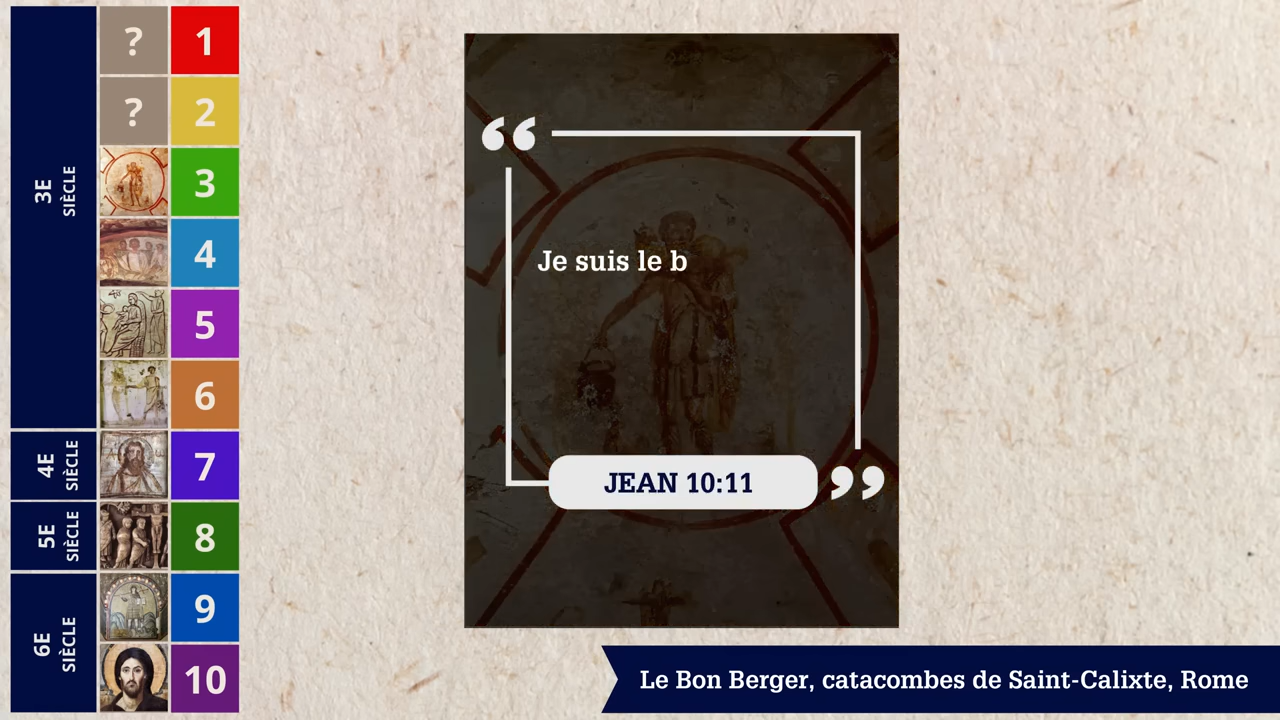 3E
SIÈCLE
? 1
? 2
3
4
5
6
4E
SIÈCLE
7
5E
SIÈCLE
8
6E
SIÈCLE
9
10
“
Je suis le b
JEAN 10:11
”
Le Bon Berger, catacombes de Saint-Calixte, Rome